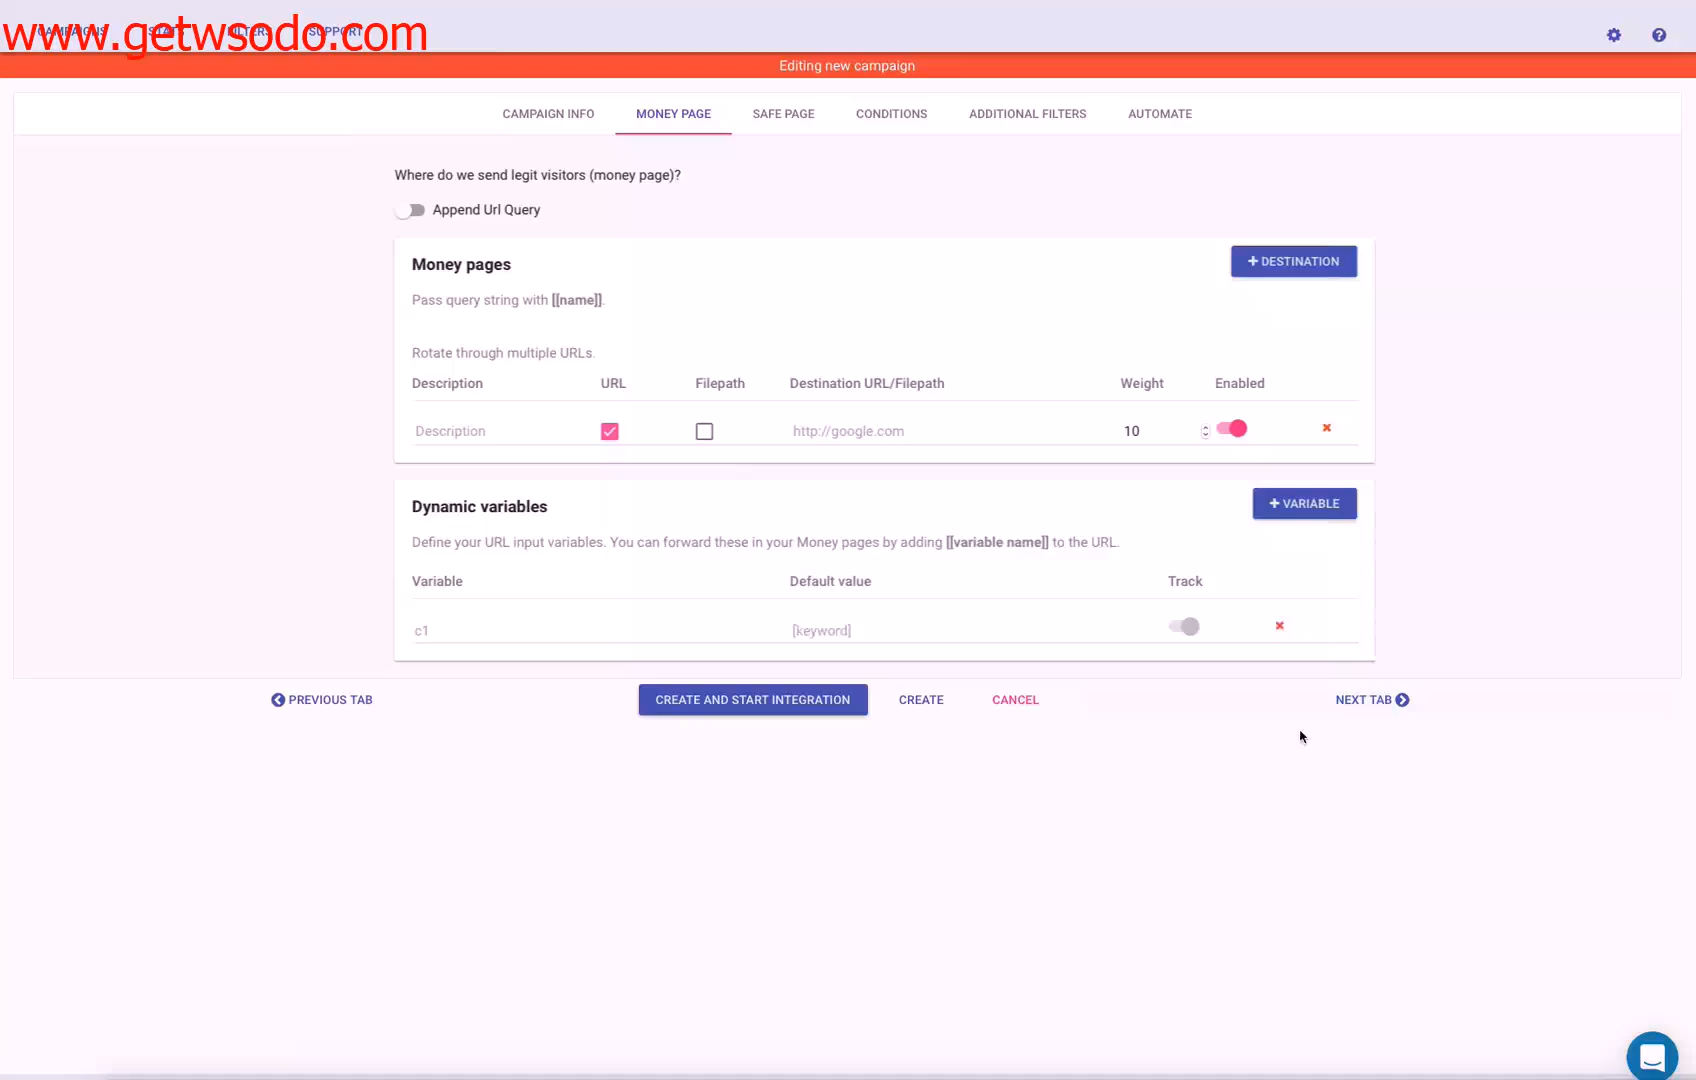 CAMPAIGNS STATS FILTERS SUPPORT
www.getwsodo.com
Editing new campaign
CAMPAIGN INFO MONEY PAGE SAFE PAGE CONDITIONS ADDITIONAL FILTERS AUTOMATE
Where do we send legit visitors (money page)?
Append Url Query
Money pages
+ DESTINATION
Pass query string with [[name]].
Rotate through multiple URLs.
Description URL Filepath Destination URL/Filepath Weight Enabled
Description http://google.com 10
Dynamic variables
+ VARIABLE
Define your URL input variables. You can forward these in your Money pages by adding [[variable name]] to the URL.
Variable Default value Track
c1 [keyword]
PREVIOUS TAB CREATE AND START INTEGRATION CREATE CANCEL NEXT TAB